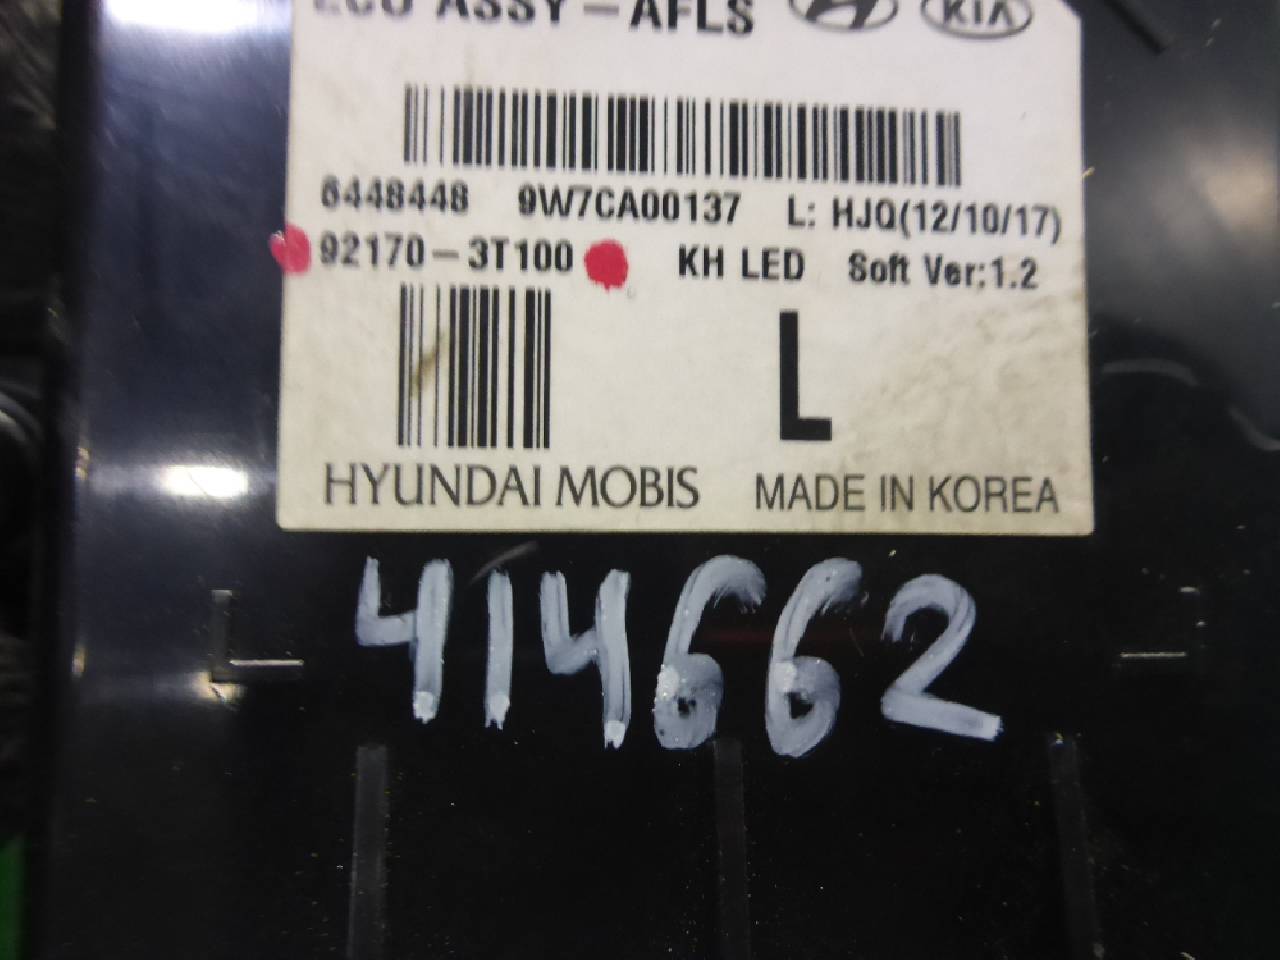 ECU ASSY-AFLS KIA
6448448 9W7CA00137 L: HJQ(12/10/17)
92170-3T100 KH LED Soft Ver:1.2
L
HYUNDAI MOBIS MADE IN KOREA
414662